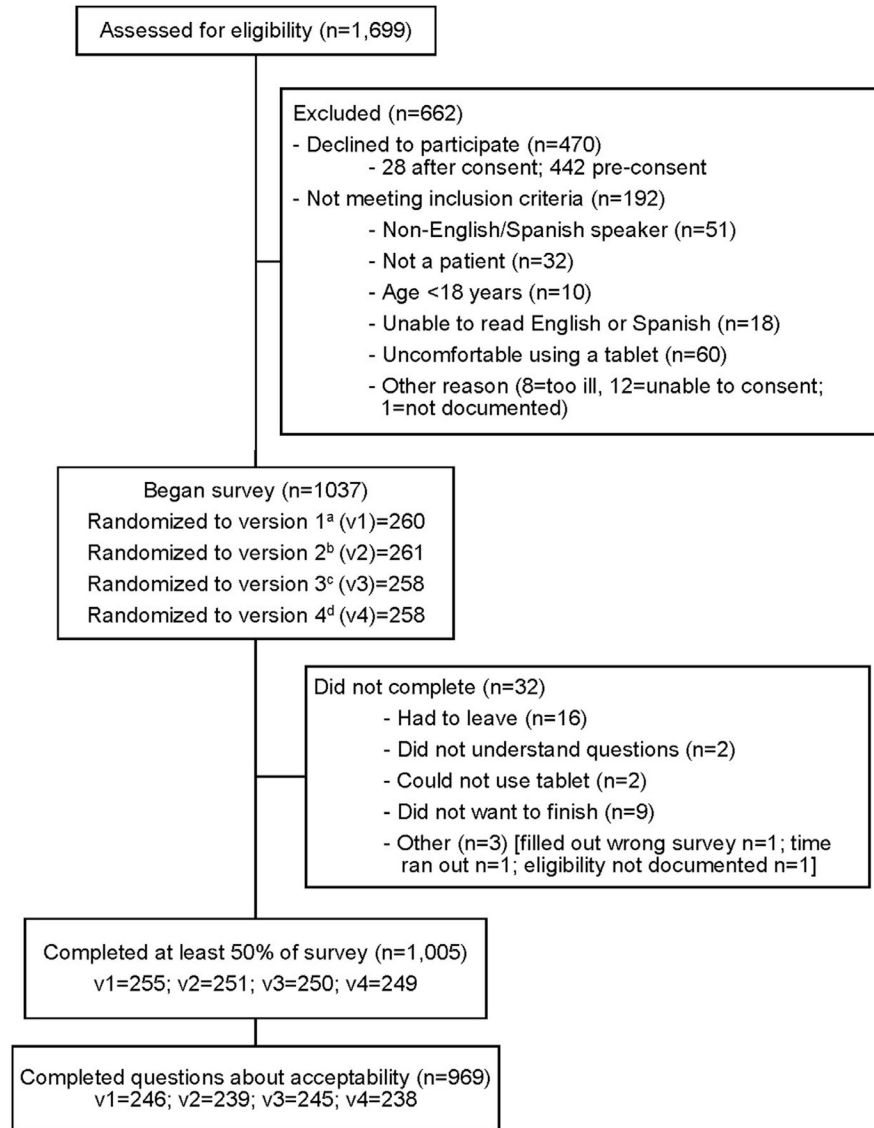 Assessed for eligibility (n=1,699)
Excluded (n=662)
- Declined to participate (n=470)
- 28 after consent; 442 pre-consent
- Not meeting inclusion criteria (n=192)
- Non-English/Spanish speaker (n=51)
- Not a patient (n=32)
- Age <18 years (n=10)
- Unable to read English or Spanish (n=18)
- Uncomfortable using a tablet (n=60)
- Other reason (8=too ill, 12=unable to consent;
1=not documented)
Began survey (n=1037)
Randomized to version 1ᵃ (v1)=260
Randomized to version 2ᵇ (v2)=261
Randomized to version 3ᶜ (v3)=258
Randomized to version 4ᵈ (v4)=258
Did not complete (n=32)
- Had to leave (n=16)
- Did not understand questions (n=2)
- Could not use tablet (n=2)
- Did not want to finish (n=9)
- Other (n=3) [filled out wrong survey n=1; time
ran out n=1; eligibility not documented n=1]
Completed at least 50% of survey (n=1,005)
v1=255; v2=251; v3=250; v4=249
Completed questions about acceptability (n=969)
v1=246; v2=239; v3=245; v4=238